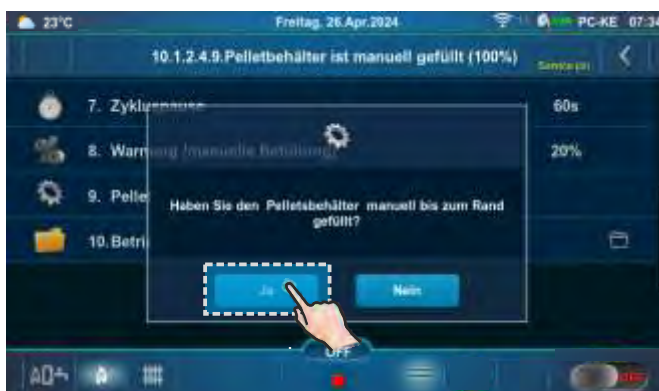 23°C Freitag, 26.Apr.2024 PC-KE 07:34
10.1.2.4.9.Pelletbehälter ist manuell gefüllt (100%)
7. Zykluspause 60s
8. Warnung (manuelle Befüllung) 20%
9. Pelle
Haben Sie den Pelletsbehälter manuell bis zum Rand
gefüllt?
10. Betri
Ja Nein
OFF